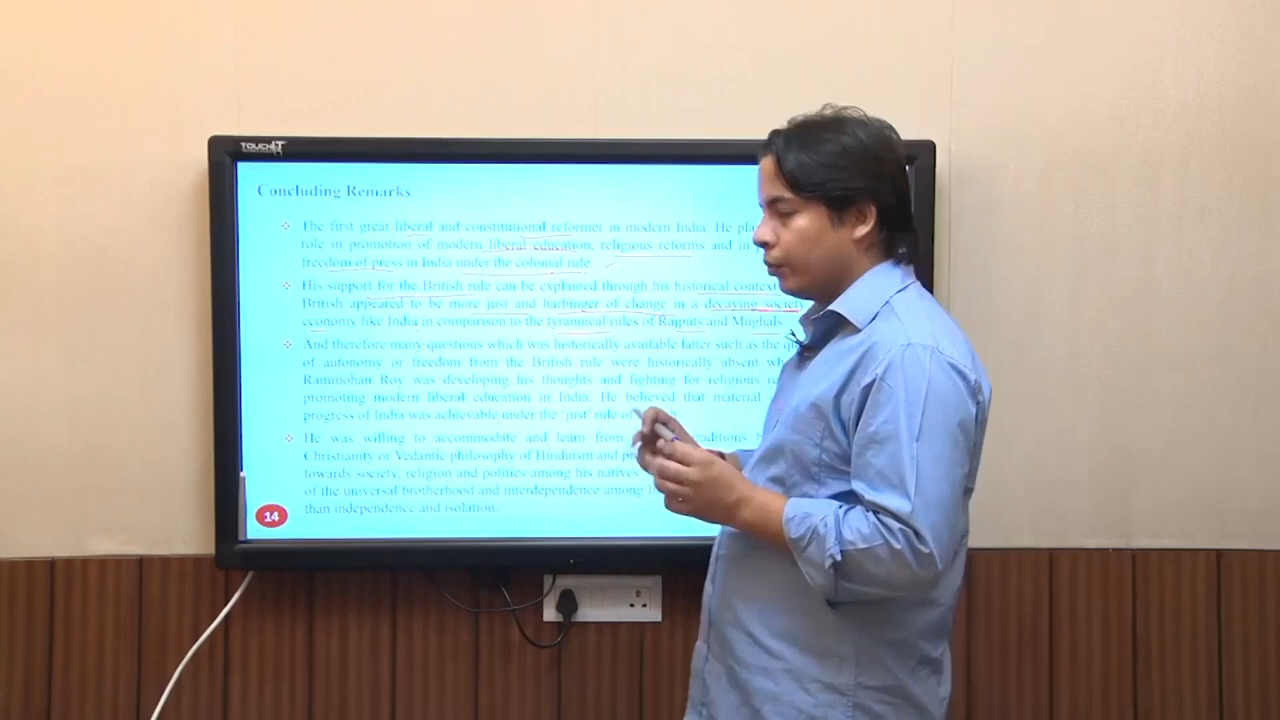 TOUCHIT
Concluding Remarks
The first great liberal and constitutional reformer in modern India. He
role in promotion of modern liberal education, religious reforms and in
freedom of press in India under the colonial rule.
His support for the British rule can be explained through his historical context
British appeared to be more just and harbinger of change in a decaying society
economy like India in comparison to the tyrannical rules of Rajputs and Mughals.
And therefore many questions which was historically available latter such as the
of autonomy or freedom from the British rule were historically absent
Rammohan Roy was developing his thoughts and fighting for religious
promoting modern liberal education in India. He believed that material
progress of India was achievable under the 'just' rule of
He was willing to accommodate and learn from traditions
Christianity or Vedantic philosophy of Hinduism and
towards society, religion and politics among his natives
of the universal brotherhood and interdependence among
than independence and isolation.
14